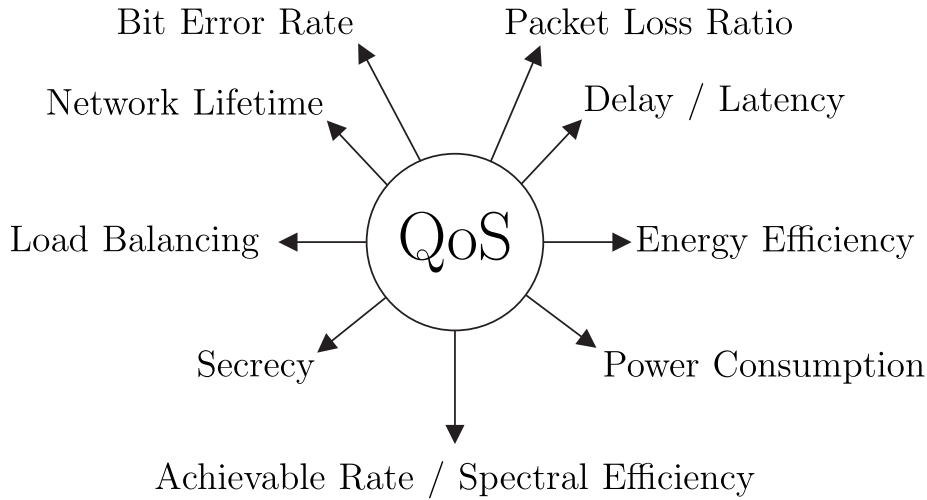 Bit Error Rate
Packet Loss Ratio
Network Lifetime
Delay / Latency
QoS
Load Balancing
Energy Efficiency
Secrecy
Power Consumption
Achievable Rate / Spectral Efficiency